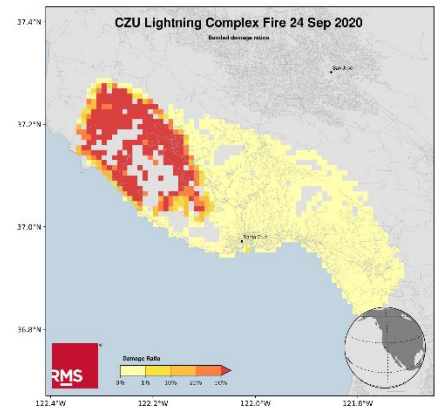 CZU Lightning Complex Fire 24 Sep 2020
Banded damage ratios
37.4°N
San Jose
37.2°N
37.0°N
Santa Cruz
36.8°N
RMS
Damage Ratio
0% 1% 10% 25% 50%
122.4°W 122.2°W 122.0°W 121.8°W